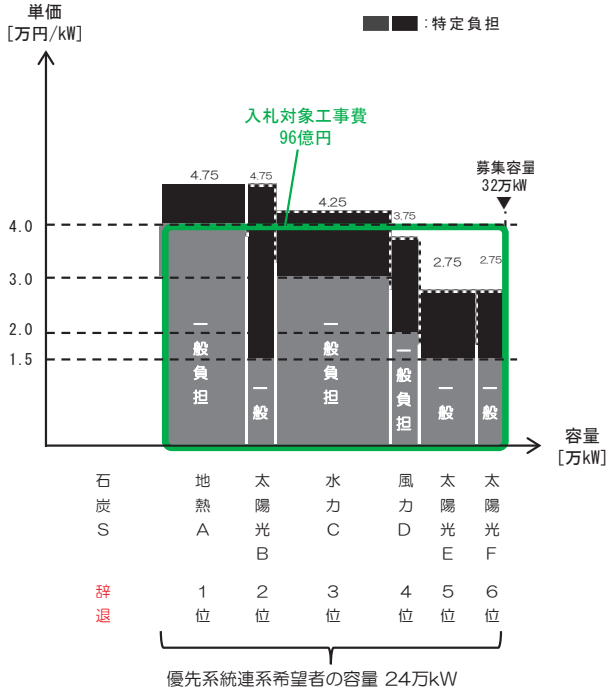 単価
[万円/kW]
:特定負担
入札対象工事費
96億円
募集容量
32万kW
4.75
4.75
4.25
3.75
2.75
2.75
4.0
3.0
2.0
1.5
一般負担
一般
一般負担
一般負担
一般
一般
容量
[万kW]
石炭S
地熱A
太陽光B
水力C
風力D
太陽光E
太陽光F
辞退
1位
2位
3位
4位
5位
6位
優先系統連系希望者の容量 24万kW